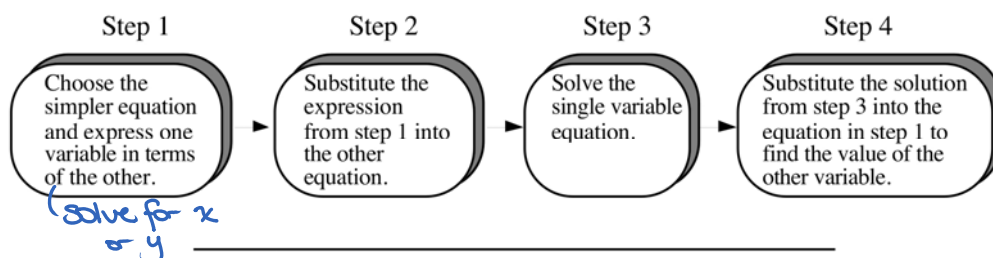 Step 1
Step 2
Step 3
Step 4
Choose the
simpler equation
and express one
variable in terms
of the other.
Substitute the
expression
from step 1 into
the other
equation.
Solve the
single variable
equation.
Substitute the solution
from step 3 into the
equation in step 1 to
find the value of the
other variable.
solve for x
or y